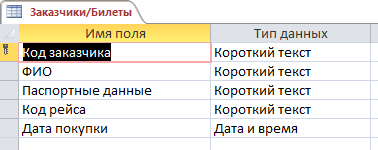 Заказчики/Билеты
Имя поля Тип данных
Код заказчика Короткий текст
ФИО Короткий текст
Паспортные данные Короткий текст
Код рейса Короткий текст
Дата покупки Дата и время